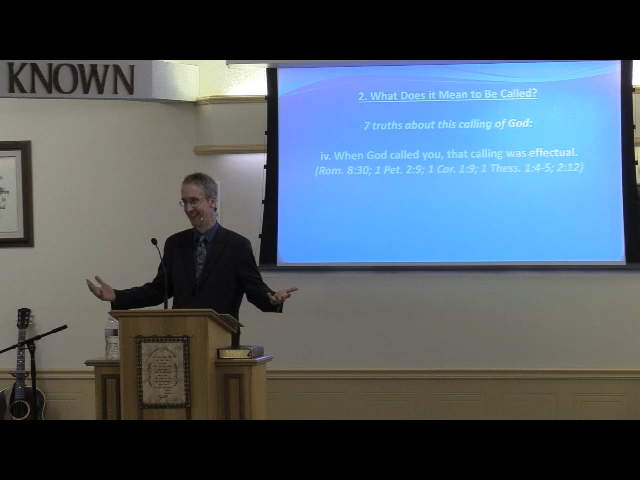 KNOWN
2. What Does it Mean to Be Called?
7 truths about this calling of God:
iv. When God called you, that calling was effectual.
(Rom. 8:30; 1 Pet. 2:9; 1 Cor. 1:9; 1 Thess. 1:4-5; 2:12)